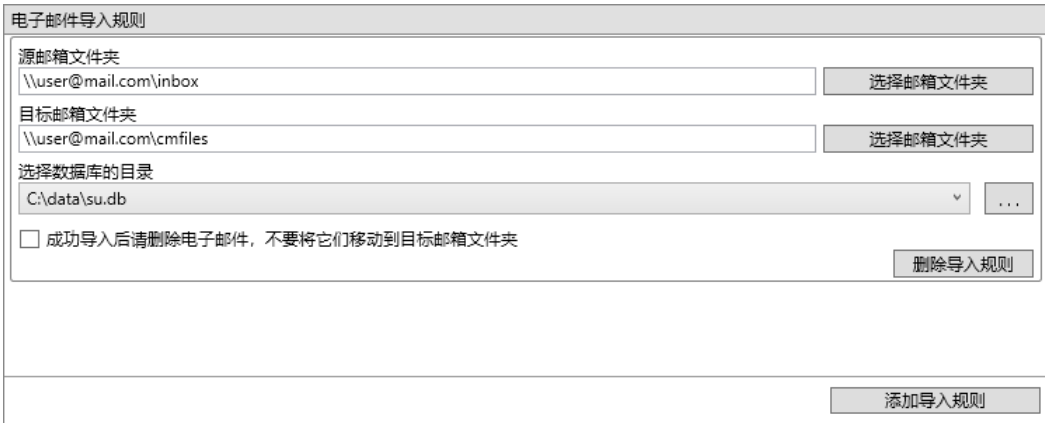 电子邮件导入规则
源邮箱文件夹
\\user@mail.com\inbox
选择邮箱文件夹
目标邮箱文件夹
\\user@mail.com\cmfiles
选择邮箱文件夹
选择数据库的目录
C:\data\su.db
...
成功导入后请删除电子邮件，不要将它们移动到目标邮箱文件夹
删除导入规则
添加导入规则